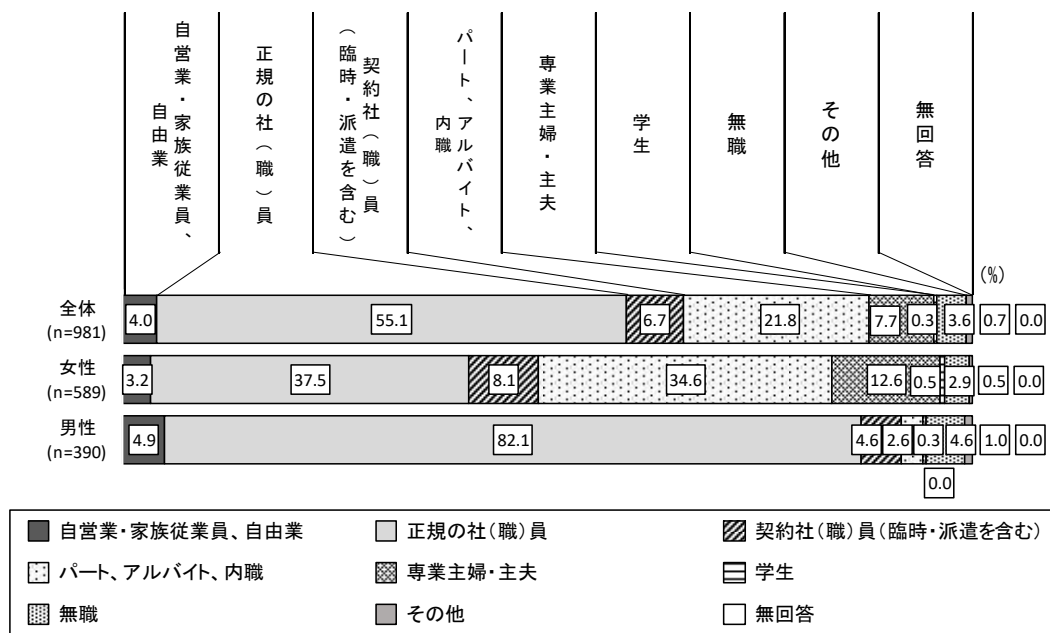 自営業・家族従業員、
自由業
正規の社（職）員
契約社（職）員
（臨時・派遣を含む）
パート、アルバイト、
内職
専業主婦・主夫
学生
無職
その他
無回答
(%)
全体
(n=981)
4.0 55.1 6.7 21.8 7.7 0.3 3.6 0.7 0.0
女性
(n=589)
3.2 37.5 8.1 34.6 12.6 0.5 2.9 0.5 0.0
男性
(n=390)
4.9 82.1 4.6 2.6 0.3 4.6 1.0 0.0
0.0
自営業・家族従業員、自由業 正規の社（職）員 契約社（職）員（臨時・派遣を含む）
パート、アルバイト、内職 専業主婦・主夫 学生
無職 その他 無回答